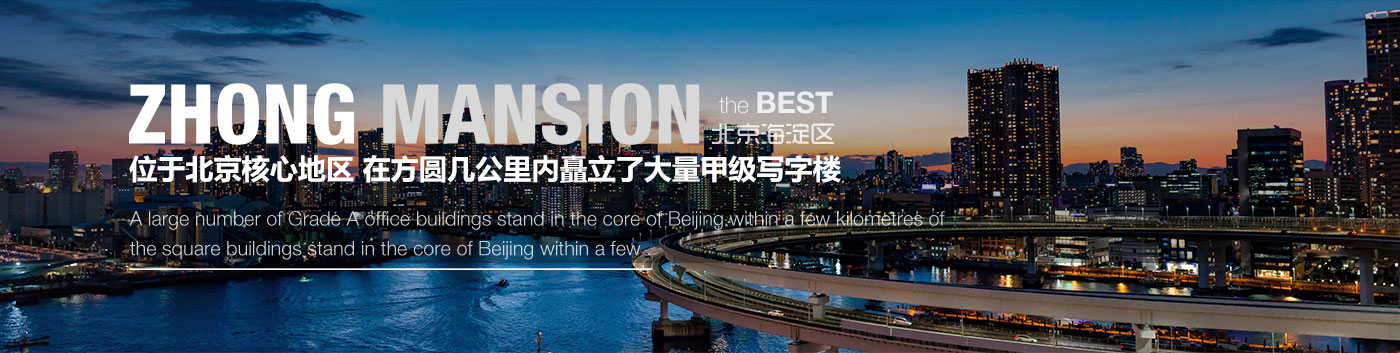 ZHONG MANSION
the BEST
北京海淀区
位于北京核心地区 在方圆几公里内矗立了大量甲级写字楼
A large number of Grade A office buildings stand in the core of Beijing within a few kilometres of
the square buildings stand in the core of Beijing within a few